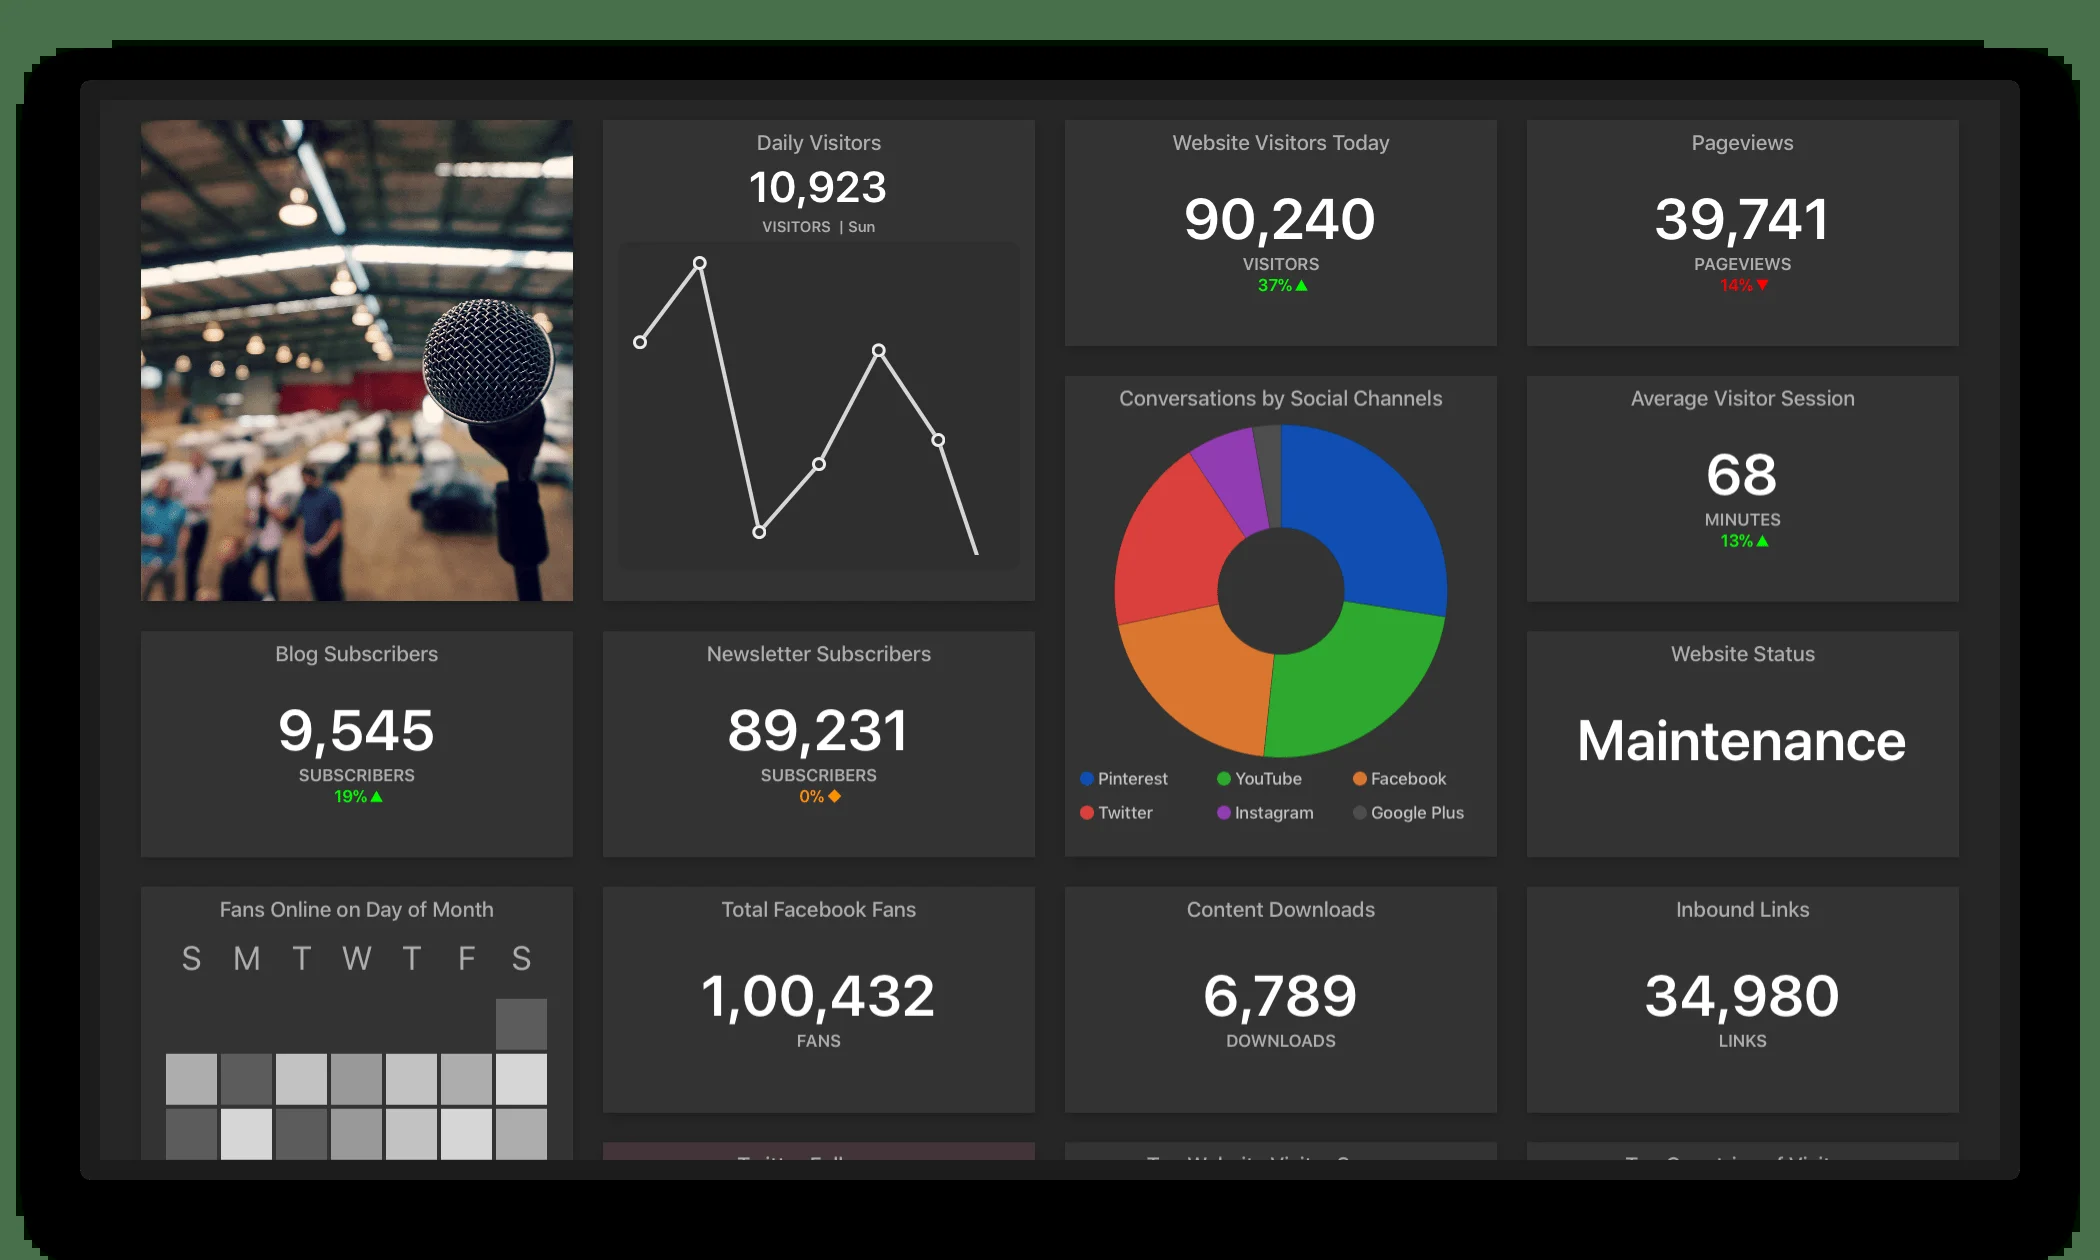 Daily Visitors
10,923
VISITORS | Sun
Website Visitors Today
90,240
VISITORS
37%▲
Pageviews
39,741
PAGEVIEWS
14%▼
Conversations by Social Channels
Pinterest
YouTube
Facebook
Twitter
Instagram
Google Plus
Average Visitor Session
68
MINUTES
13%▲
Blog Subscribers
9,545
SUBSCRIBERS
19%▲
Newsletter Subscribers
89,231
SUBSCRIBERS
0%◆
Website Status
Maintenance
Fans Online on Day of Month
S M T W T F S
Total Facebook Fans
1,00,432
FANS
Content Downloads
6,789
DOWNLOADS
Inbound Links
34,980
LINKS